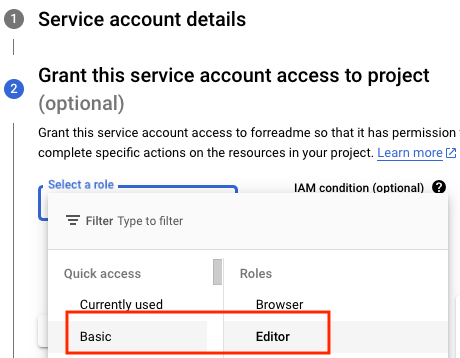 1 Service account details
2 Grant this service account access to project
(optional)
Grant this service account access to forreadme so that it has permission
complete specific actions on the resources in your project. Learn more
Select a role
IAM condition (optional) ?
Filter Type to filter
Quick access
Roles
Currently used
Browser
Basic
Editor